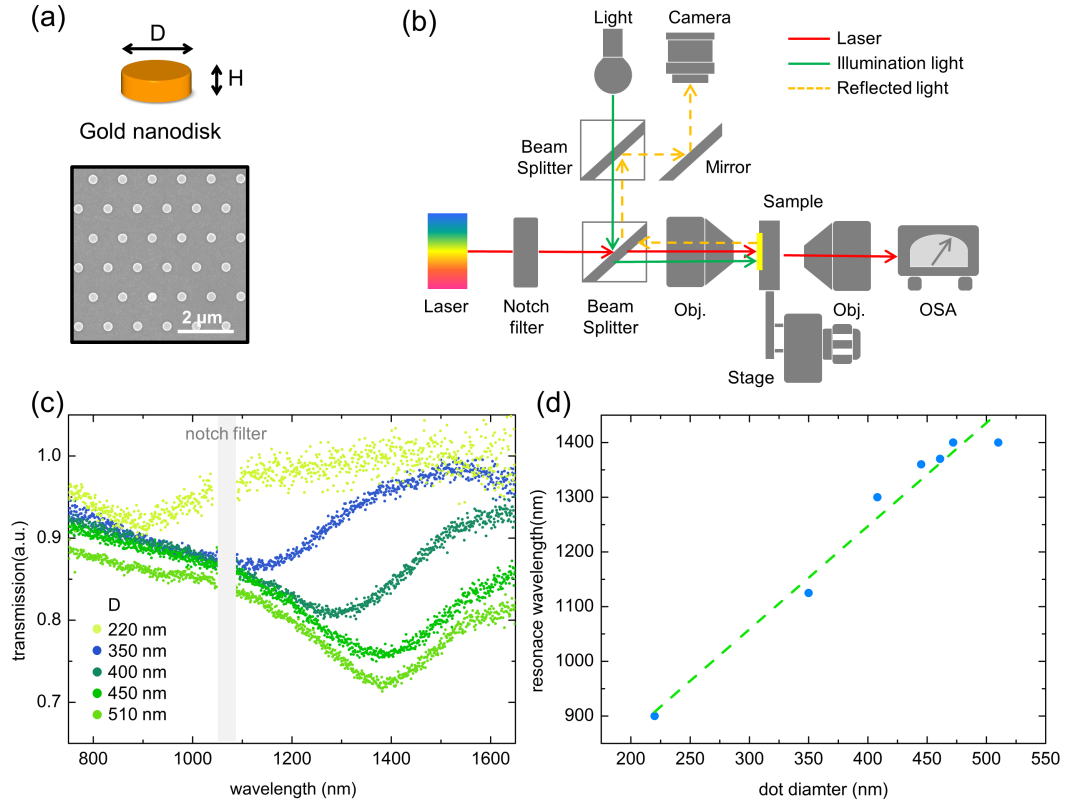 (a)
D
H
Gold nanodisk
2 µm
(b)
Light
Camera
Laser
Illumination light
Reflected light
Beam
Splitter
Mirror
Sample
Laser
Notch
filter
Beam
Splitter
Obj.
Obj.
OSA
Stage
(c)
notch filter
1.0
0.9
0.8
0.7
transmission(a.u.)
D
220 nm
350 nm
400 nm
450 nm
510 nm
800 1000 1200 1400 1600
wavelength (nm)
(d)
1400
1300
1200
1100
1000
900
resonace wavelength(nm)
200 250 300 350 400 450 500 550
dot diamter (nm)